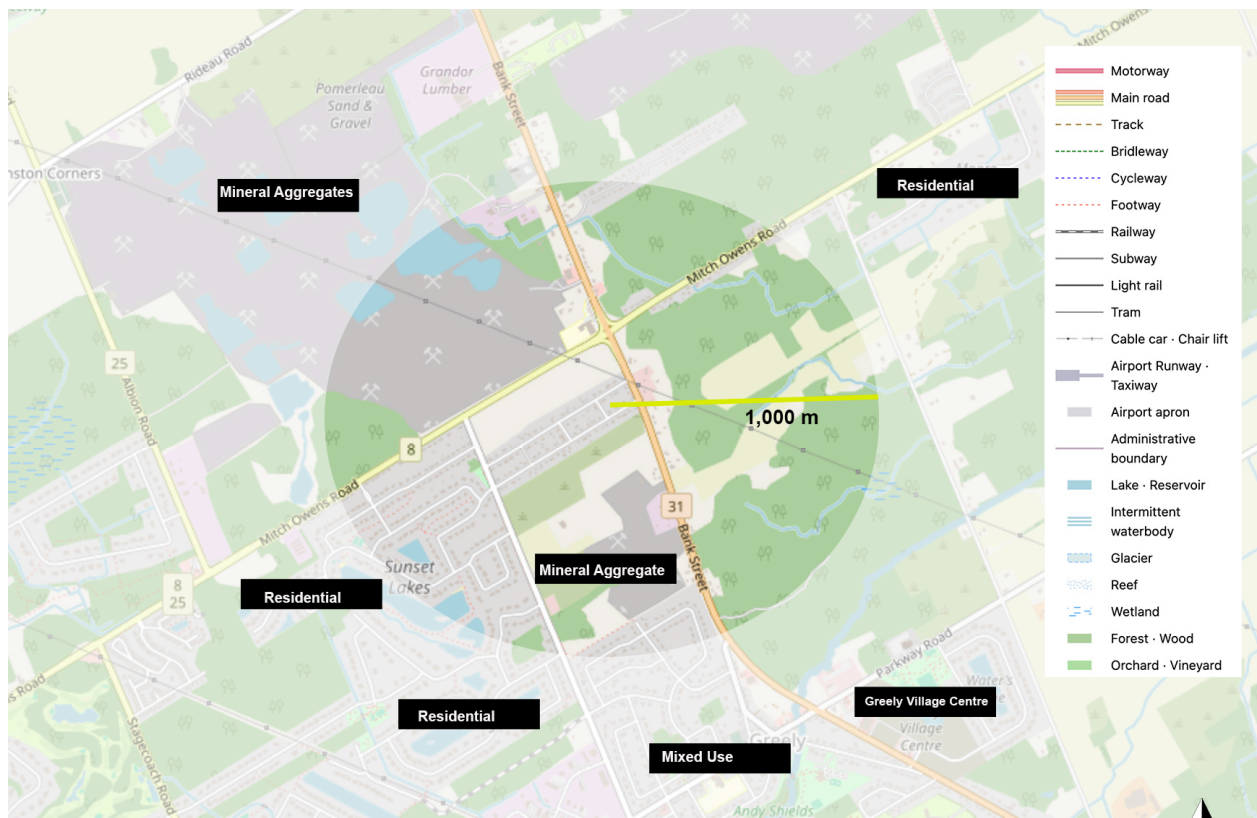 Rideau Road
Mitch Owens
Grandor
Lumber
Pomerleau
Sand &
Gravel
Bank Street
Mineral Aggregates
Residential
Mitch Owens Road
25
Albion Road
1,000 m
8
31
Mitch Owens Road
Bank Street
Sunset
Lakes
Mineral Aggregate
8
25
Residential
Parkway Road
Residential
Greely Village Centre
Village
Centre
Stagecoach Road
Mixed Use
Greely
Andy Shields
Motorway
Main road
Track
Bridleway
Cycleway
Footway
Railway
Subway
Light rail
Tram
Cable car · Chair lift
Airport Runway ·
Taxiway
Airport apron
Administrative
boundary
Lake · Reservoir
Intermittent
waterbody
Glacier
Reef
Wetland
Forest · Wood
Orchard · Vineyard